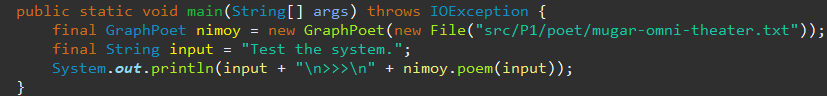 public static void main(String[] args) throws IOException {
final GraphPoet nimoy = new GraphPoet(new File("src/P1/poet/mugar-omni-theater.txt"));
final String input = "Test the system.";
System.out.println(input + "\n>>>\n" + nimoy.poem(input));
}